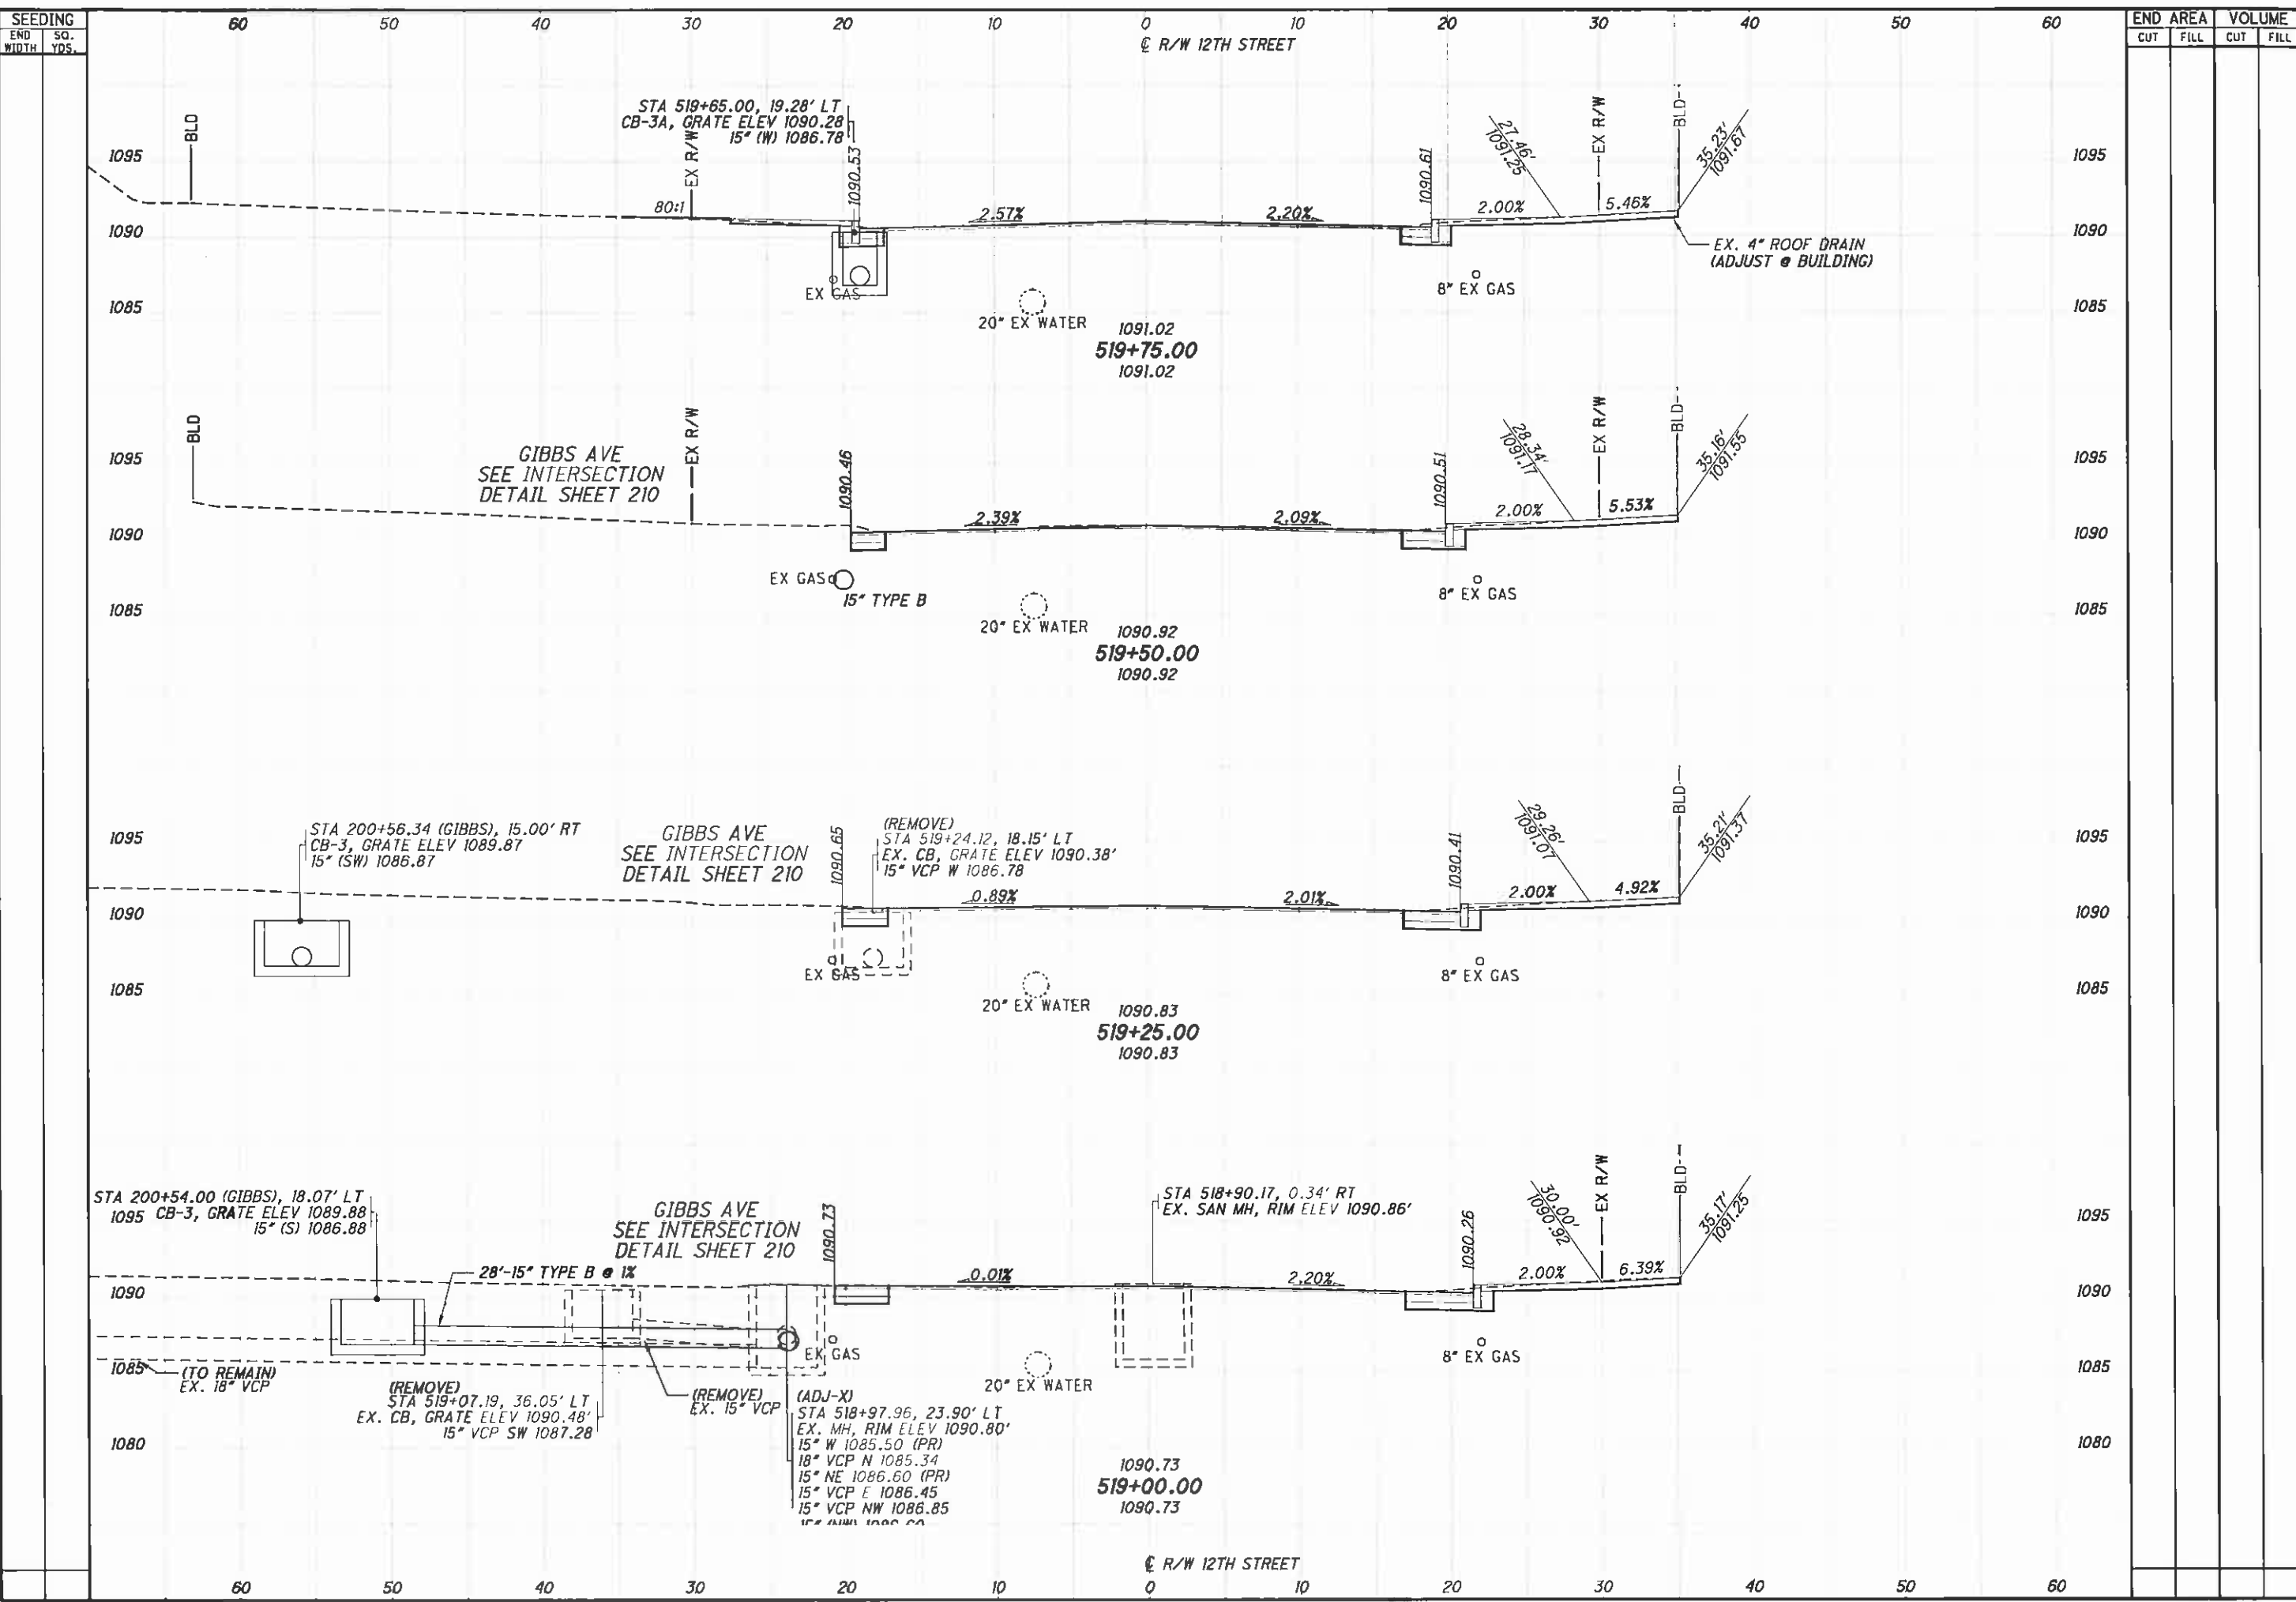 SEEDING
END WIDTH
SQ. YDS.
60 50 40 30 20 10 0 10 20 30 40 50 60
℄ R/W 12TH STREET
END AREA
VOLUME
CUT FILL CUT FILL
BLD
STA 519+65.00, 19.28' LT
CB-3A, GRATE ELEV 1090.28
15" (W) 1086.78
EX R/W
1090.53
1090.61
27.46'
1091.25
EX R/W
BLD
35.23'
1091.67
1095
1095
80:1
2.57%
2.20%
2.00%
5.46%
1090
1090
EX. 4" ROOF DRAIN
(ADJUST @ BUILDING)
EX GAS
8" EX GAS
1085
1085
20" EX WATER
1091.02
519+75.00
1091.02
BLD
GIBBS AVE
SEE INTERSECTION
DETAIL SHEET 210
EX R/W
1090.46
1090.51
28.34'
1091.17
EX R/W
BLD
35.16'
1091.55
1095
1095
2.39%
2.09%
2.00%
5.53%
1090
1090
EX GAS
15" TYPE B
8" EX GAS
1085
1085
20" EX WATER
1090.92
519+50.00
1090.92
STA 200+56.34 (GIBBS), 15.00' RT
CB-3, GRATE ELEV 1089.87
15" (SW) 1086.87
GIBBS AVE
SEE INTERSECTION
DETAIL SHEET 210
1090.65
(REMOVE)
STA 519+24.12, 18.15' LT
EX. CB, GRATE ELEV 1090.38'
15" VCP W 1086.78
1090.41
29.26'
1091.07
BLD
35.21'
1091.37
1095
1095
0.89%
2.01%
2.00%
4.92%
1090
1090
EX GAS
8" EX GAS
1085
1085
20" EX WATER
1090.83
519+25.00
1090.83
STA 200+54.00 (GIBBS), 18.07' LT
CB-3, GRATE ELEV 1089.88
15" (S) 1086.88
GIBBS AVE
SEE INTERSECTION
DETAIL SHEET 210
1090.73
STA 518+90.17, 0.34' RT
EX. SAN MH, RIM ELEV 1090.86'
1090.26
30.00'
1090.92
EX R/W
BLD
35.17'
1091.25
1095
1095
28'-15" TYPE B @ 1%
0.01%
2.20%
2.00%
6.39%
1090
1090
EX GAS
8" EX GAS
1085
1085
(TO REMAIN)
EX. 18" VCP
20" EX WATER
(REMOVE)
STA 519+07.19, 36.05' LT
EX. CB, GRATE ELEV 1090.48'
15" VCP SW 1087.28
(REMOVE)
EX. 15" VCP
(ADJ-X)
STA 518+97.96, 23.90' LT
EX. MH, RIM ELEV 1090.80'
15" W 1085.50 (PR)
18" VCP N 1085.34
15" NE 1086.60 (PR)
15" VCP E 1086.45
15" VCP NW 1086.85
1080
1080
1090.73
519+00.00
1090.73
℄ R/W 12TH STREET
60 50 40 30 20 10 0 10 20 30 40 50 60